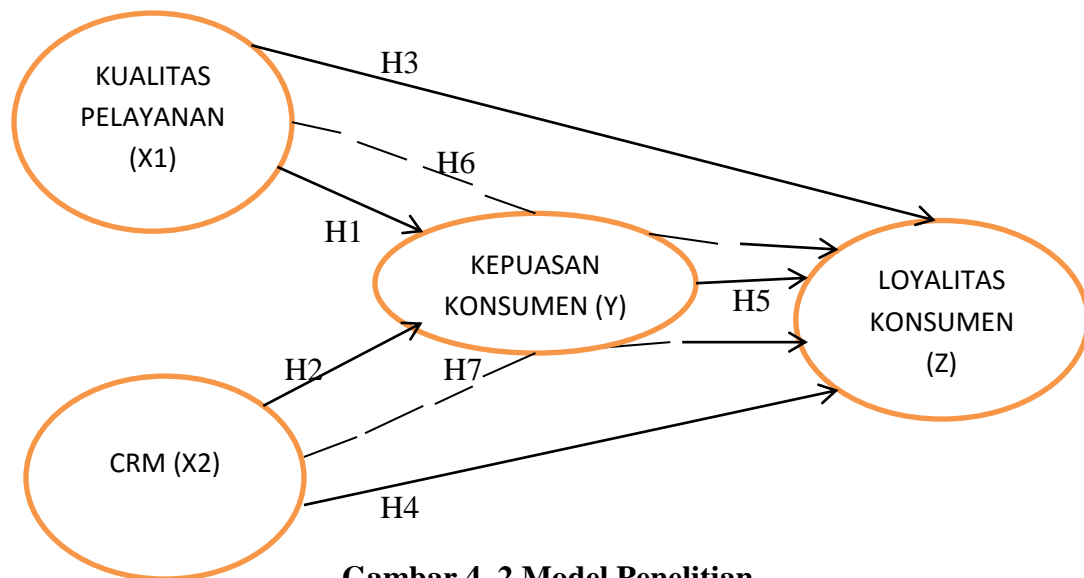 H3
KUALITAS
PELAYANAN
(X1)
H6
H1
KEPUASAN
KONSUMEN (Y)
H5
LOYALITAS
KONSUMEN
(Z)
H2
H7
CRM (X2)
H4
Gambar 4. 2 Model Penelitian